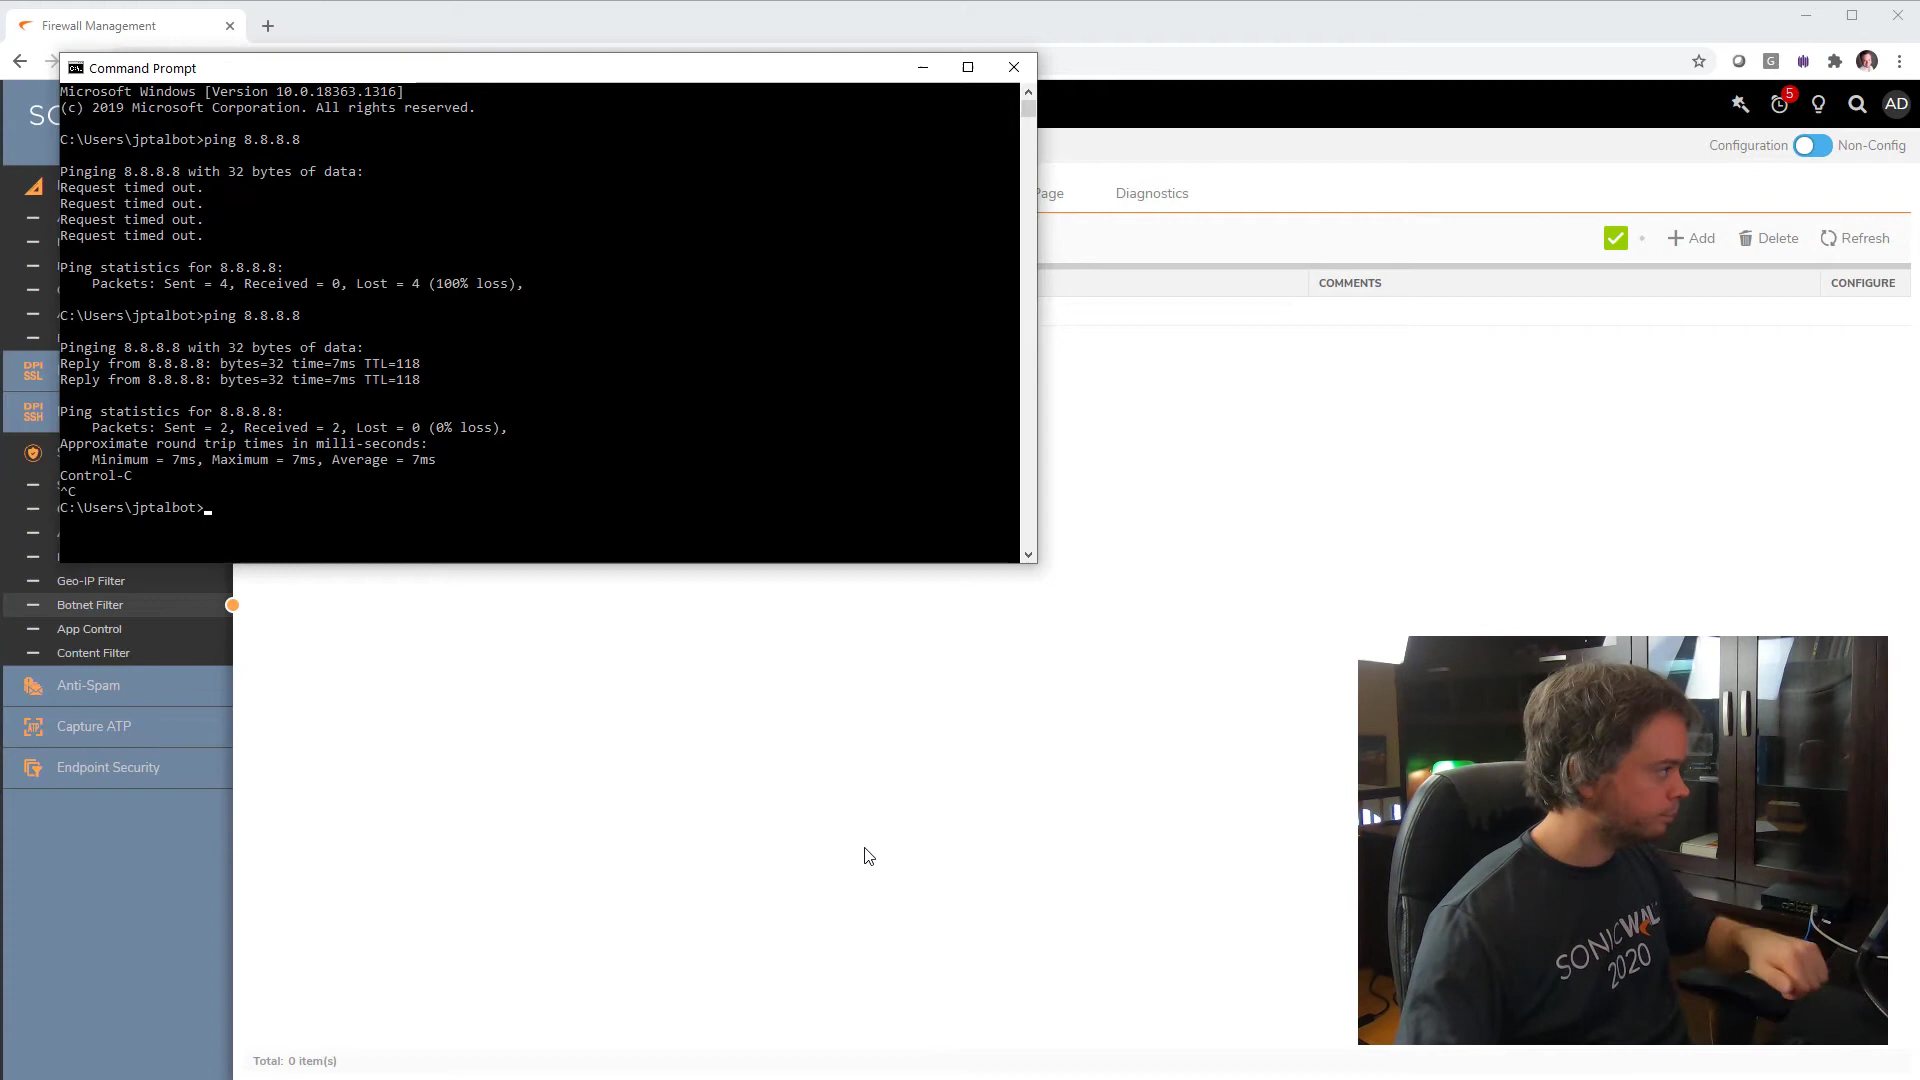 Firewall Management
Command Prompt
Microsoft Windows [Version 10.0.18363.1316]
(c) 2019 Microsoft Corporation. All rights reserved.
C:\Users\jptalbot>ping 8.8.8.8
Pinging 8.8.8.8 with 32 bytes of data:
Request timed out.
Request timed out.
Request timed out.
Request timed out.
Ping statistics for 8.8.8.8:
Packets: Sent = 4, Received = 0, Lost = 4 (100% loss),
C:\Users\jptalbot>ping 8.8.8.8
Pinging 8.8.8.8 with 32 bytes of data:
Reply from 8.8.8.8: bytes=32 time=7ms TTL=118
Reply from 8.8.8.8: bytes=32 time=7ms TTL=118
Ping statistics for 8.8.8.8:
Packets: Sent = 2, Received = 2, Lost = 0 (0% loss),
Approximate round trip times in milli-seconds:
Minimum = 7ms, Maximum = 7ms, Average = 7ms
Control-C
^C
C:\Users\jptalbot>
G
SO
5
AD
Configuration
Non-Config
Page
Diagnostics
Add
Delete
Refresh
COMMENTS
CONFIGURE
DPI
SSL
DPI
SSH
Geo-IP Filter
Botnet Filter
App Control
Content Filter
Anti-Spam
ATP
Capture ATP
Endpoint Security
Total: 0 item(s)
SONICWALL
2020